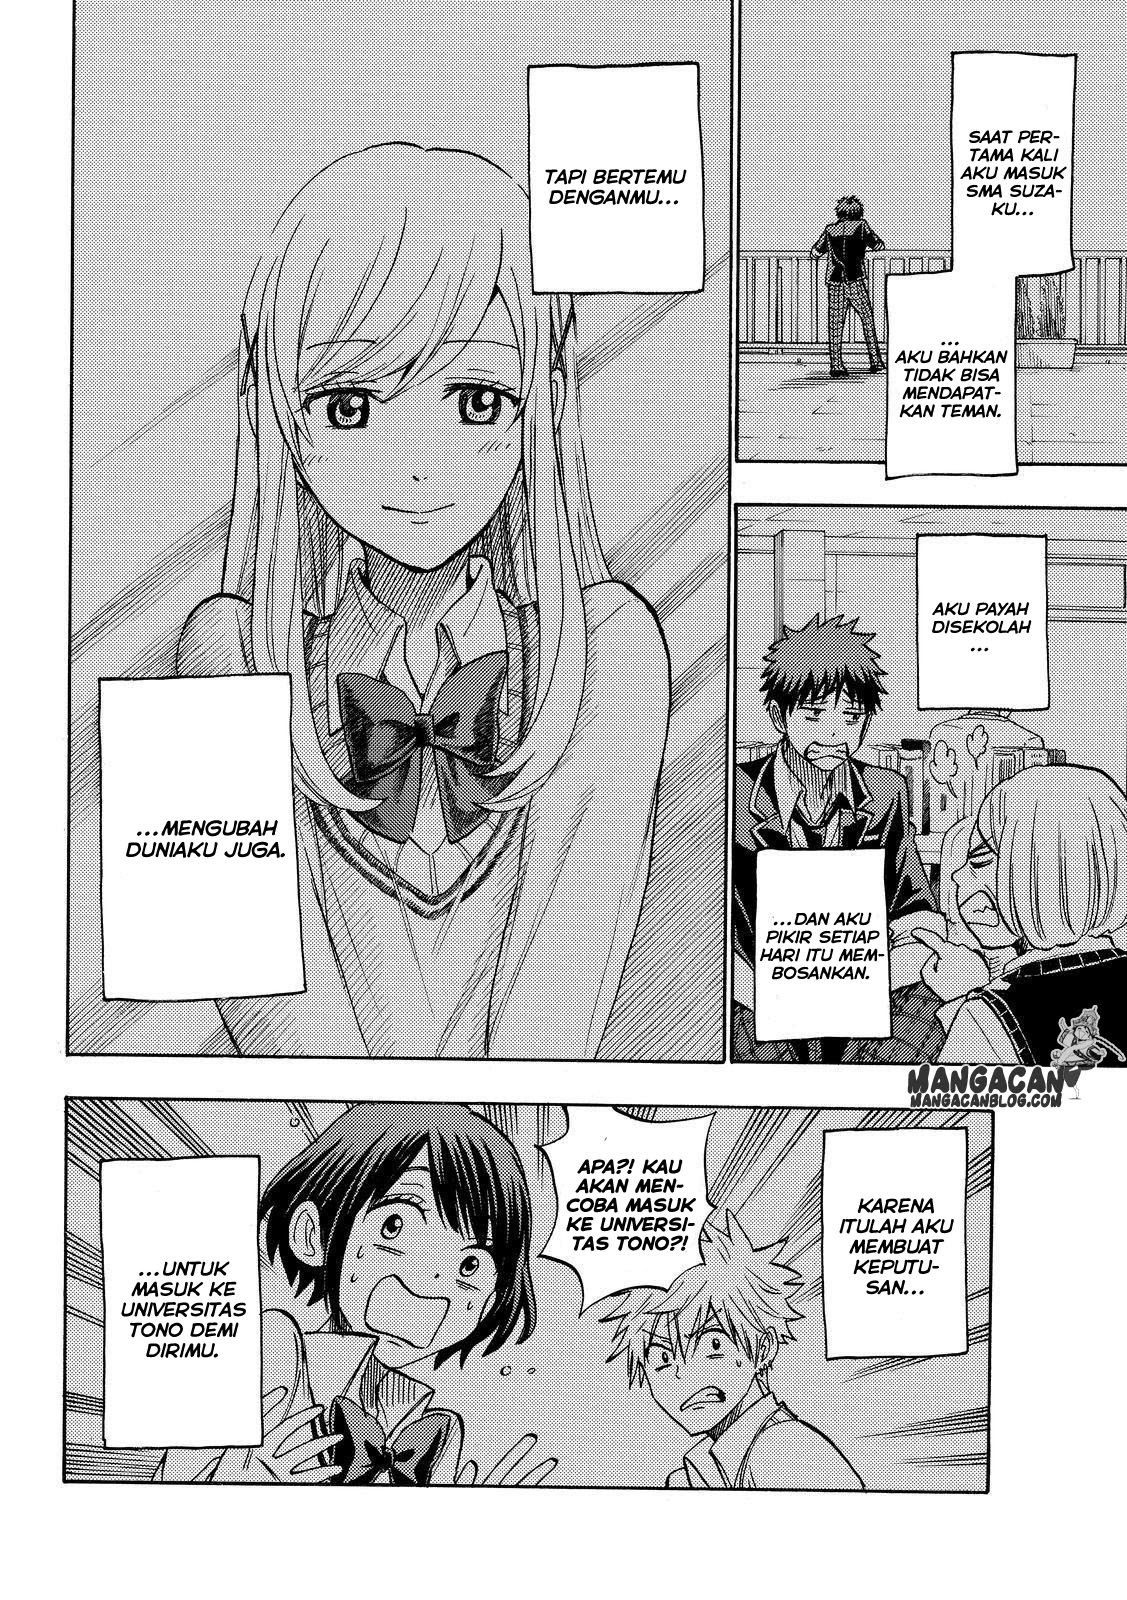 SAAT PER-
TAMA KALI
AKU MASUK
SMA SUZA-
KU...
...
AKU BAHKAN
TIDAK BISA
MENDAPAT-
KAN TEMAN.
AKU PAYAH
DISEKOLAH
...
...DAN AKU
PIKIR SETIAP
HARI ITU MEM-
BOSANKAN.
TAPI BERTEMU
DENGANMU...
...MENGUBAH
DUNIAKU JUGA.
MANGACAN
MANGACANBLOG.COM
KARENA
ITULAH AKU
MEMBUAT
KEPUTU-
SAN...
APA?! KAU
AKAN MEN-
COBA MASUK
KE UNIVERSI-
TAS TONO?!
...UNTUK
MASUK KE
UNIVERSITAS
TONO DEMI
DIRIMU.